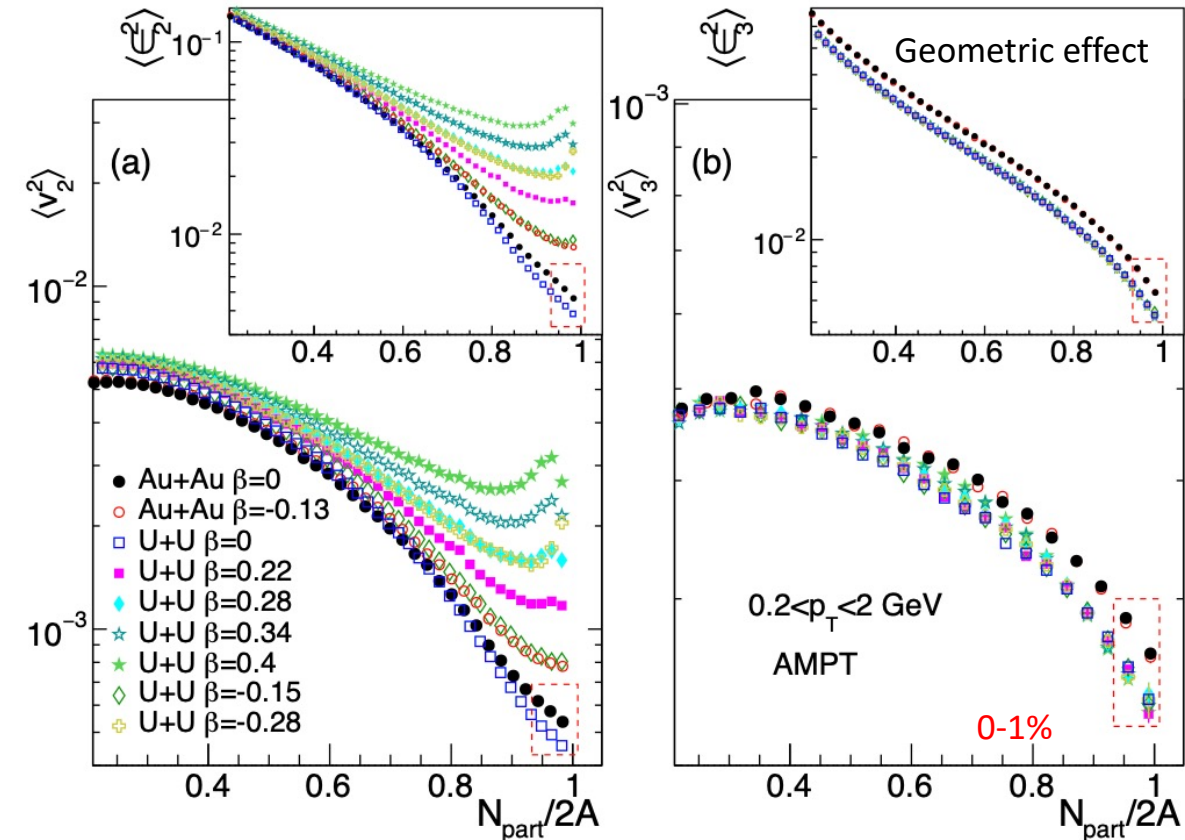 ⟨ε²₂⟩
10⁻¹
10⁻²
0.4 0.6 0.8 1
(a)
⟨v²₂⟩
10⁻²
10⁻³
Au+Au β=0
Au+Au β=-0.13
U+U β=0
U+U β=0.22
U+U β=0.28
U+U β=0.34
U+U β=0.4
U+U β=-0.15
U+U β=-0.28
0.4 0.6 0.8 1
N_part/2A
⟨ε²₃⟩
Geometric effect
10⁻²
0.4 0.6 0.8 1
(b)
⟨v²₃⟩
10⁻³
0.2<p_T<2 GeV
AMPT
0-1%
0.4 0.6 0.8 1
N_part/2A